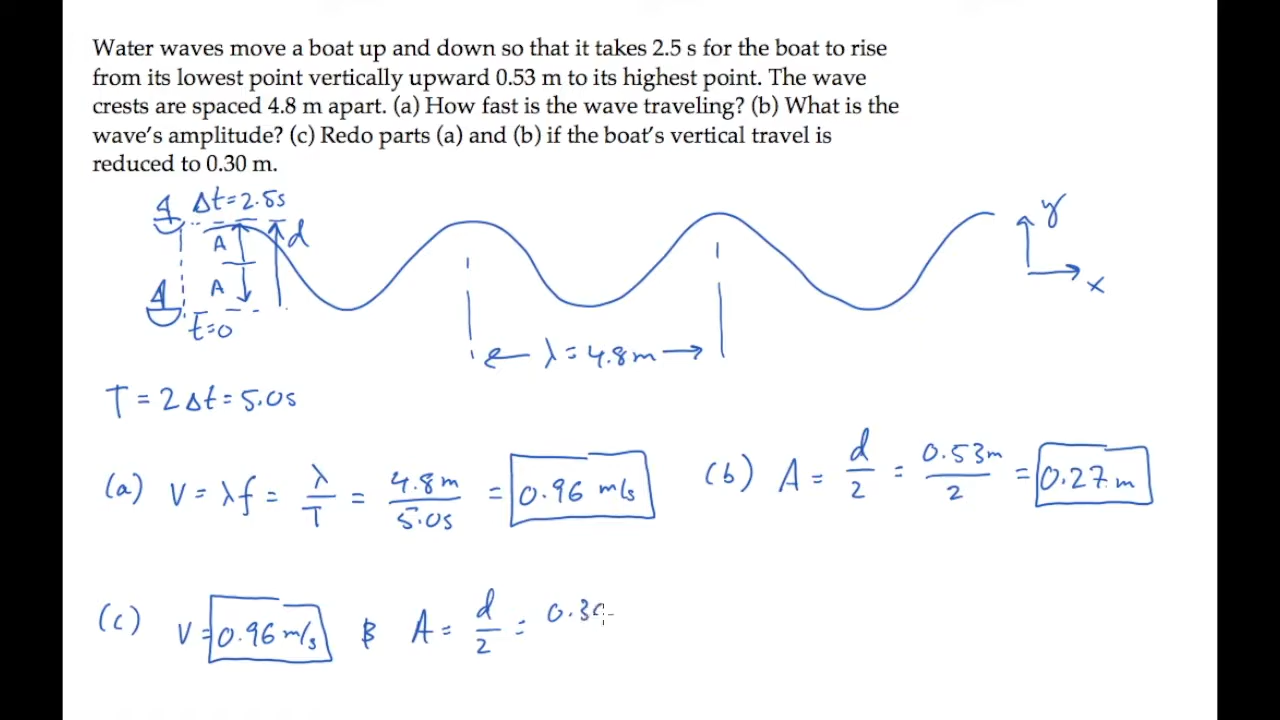 Water waves move a boat up and down so that it takes 2.5 s for the boat to rise
from its lowest point vertically upward 0.53 m to its highest point. The wave
crests are spaced 4.8 m apart. (a) How fast is the wave traveling? (b) What is the
wave's amplitude? (c) Redo parts (a) and (b) if the boat's vertical travel is
reduced to 0.30 m.
Δt=2.5s
A
d
A
t=0
y
x
λ=4.8m
T = 2Δt = 5.0s
(a) v = λf = λ/T = 4.8m/5.0s = 0.96 m/s
(b) A = d/2 = 0.53m/2 = 0.27m
(c) v = 0.96 m/s & A = d/2 = 0.30